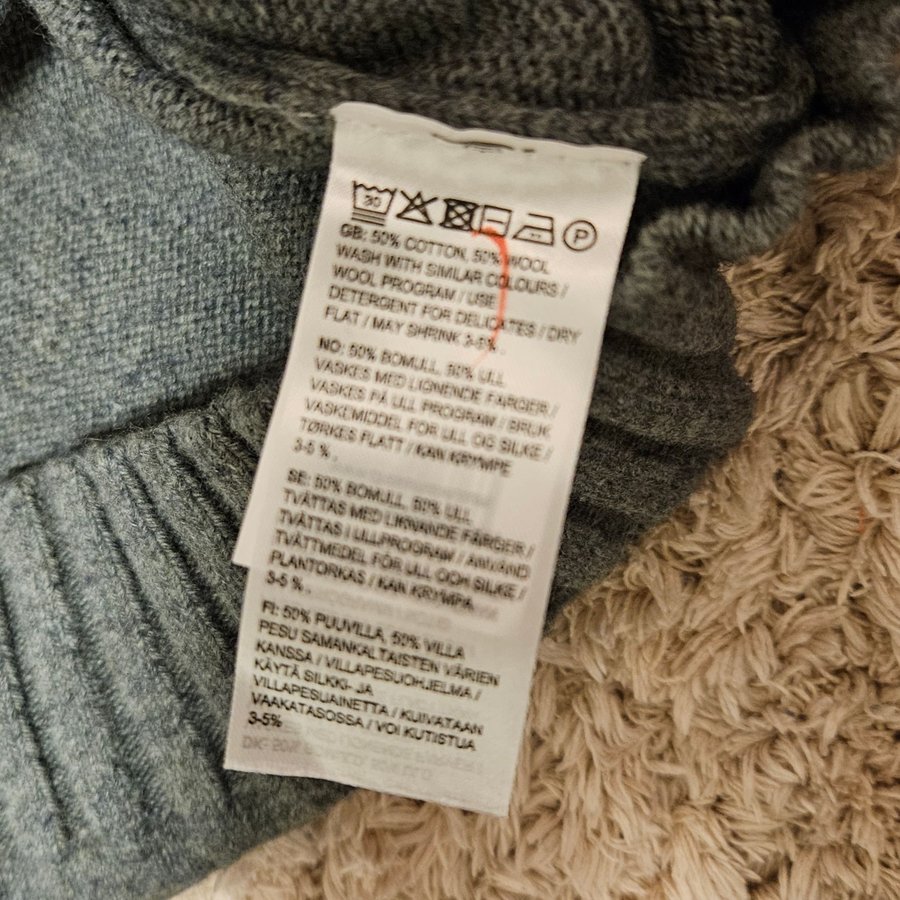 30
P
GB: 50% COTTON, 50% WOOL
WASH WITH SIMILAR COLOURS /
WOOL PROGRAM / USE
DETERGENT FOR DELICATES / DRY
FLAT / MAY SHRINK 3-5% .
NO: 50% BOMULL, 50% ULL
VASKES MED LIGNENDE FARGER /
VASKES PÅ ULL PROGRAM / BRUK
VASKEMIDDEL FOR ULL OG SILKE /
TØRKES FLATT / KAN KRYMPE
3-5 % .
SE: 50% BOMULL, 50% ULL
TVÄTTAS MED LIKNANDE FÄRGER /
TVÄTTAS I ULLPROGRAM / ANVÄND
TVÄTTMEDEL FÖR ULL OCH SILKE /
PLANTORKAS / KAN KRYMPA
3-5 % .
FI: 50% PUUVILLA, 50% VILLA
PESU SAMANKALTAISTEN VÄRIEN
KANSSA / VILLAPESUOHJELMA /
KÄYTÄ SILKKI- JA
VILLAPESUAINETTA / KUIVATAAN
VAAKATASOSSA / VOI KUTISTUA
3-5%